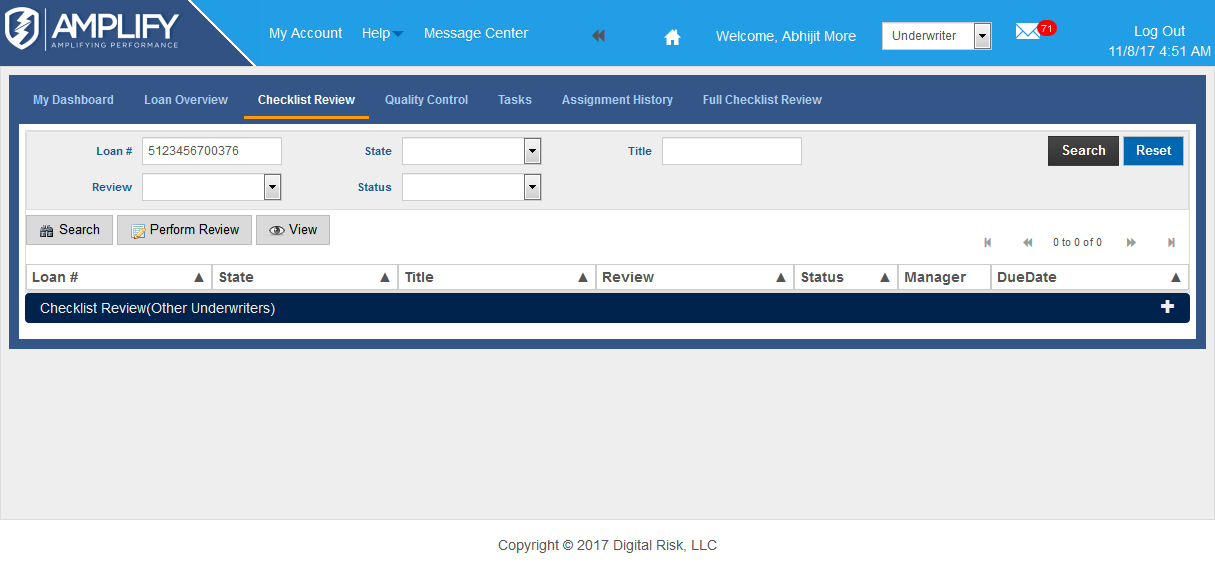 AMPLIFY
AMPLIFYING PERFORMANCE
My Account Help Message Center Welcome, Abhijit More Underwriter 71 Log Out
11/8/17 4:51 AM
My Dashboard Loan Overview Checklist Review Quality Control Tasks Assignment History Full Checklist Review
Loan # 5123456700376 State Title Search Reset
Review Status
Search Perform Review View
0 to 0 of 0
Loan # State Title Review Status Manager DueDate
Checklist Review(Other Underwriters)
Copyright © 2017 Digital Risk, LLC